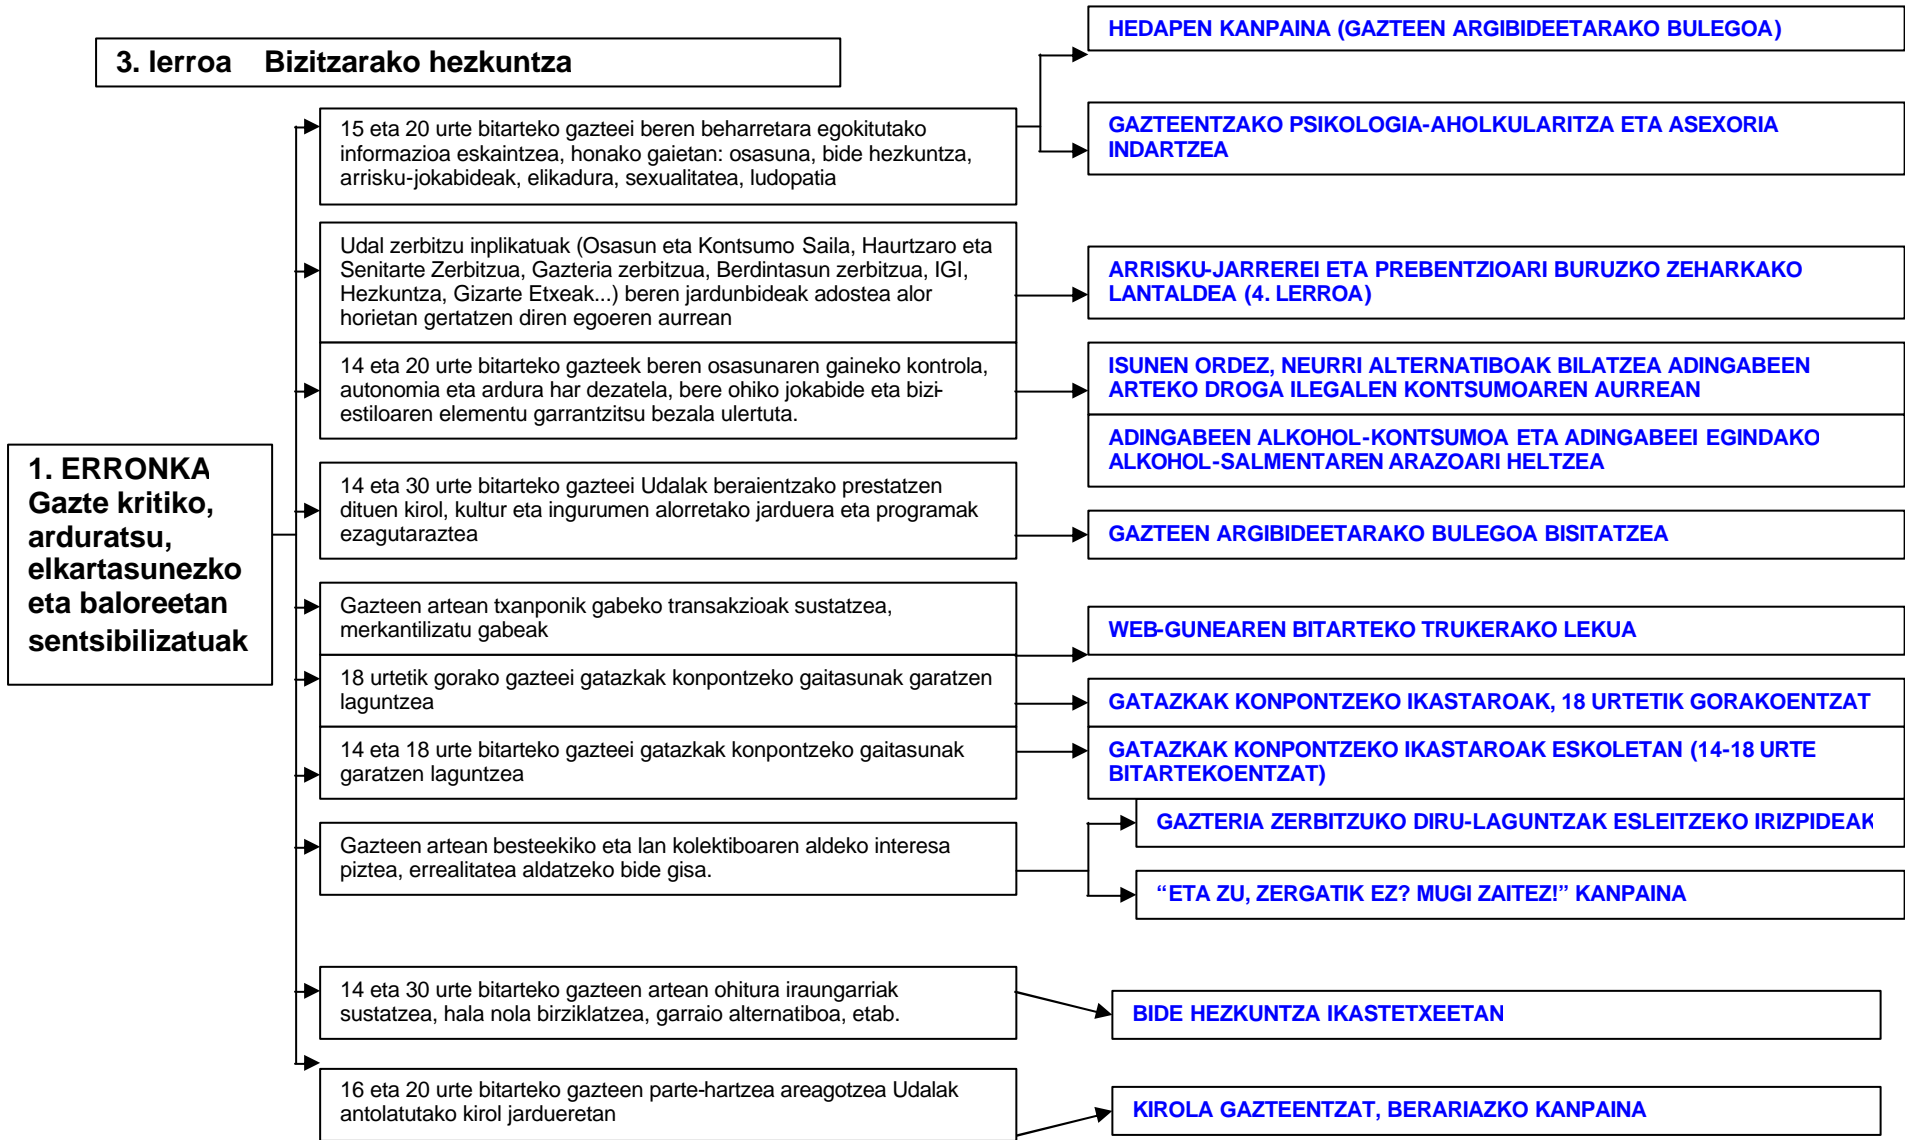 3. lerroa Bizitzarako hezkuntza
1. ERRONKA
Gazte kritiko,
arduratsu,
elkartasunezko
eta baloreetan
sentsibilizatuak
15 eta 20 urte bitarteko gazteei beren beharretara egokitutako
informazioa eskaintzea, honako gaietan: osasuna, bide hezkuntza,
arrisku-jokabideak, elikadura, sexualitatea, ludopatia
HEDAPEN KANPAINA (GAZTEEN ARGIBIDEETARAKO BULEGOA)
GAZTEENTZAKO PSIKOLOGIA-AHOLKULARITZA ETA ASEXORIA
INDARTZEA
Udal zerbitzu inplikatuak (Osasun eta Kontsumo Saila, Haurtzaro eta
Senitarte Zerbitzua, Gazteria zerbitzua, Berdintasun zerbitzua, IGI,
Hezkuntza, Gizarte Etxeak...) beren jardunbideak adostea alor
horietan gertatzen diren egoeren aurrean
ARRISKU-JARREREI ETA PREBENTZIOARI BURUZKO ZEHARKAKO
LANTALDEA (4. LERROA)
14 eta 20 urte bitarteko gazteek beren osasunaren gaineko kontrola,
autonomia eta ardura har dezatela, bere ohiko jokabide eta bizi-
estiloaren elementu garrantzitsu bezala ulertuta.
ISUNEN ORDEZ, NEURRI ALTERNATIBOAK BILATZEA ADINGABEEN
ARTEKO DROGA ILEGALEN KONTSUMOAREN AURREAN
ADINGABEEN ALKOHOL-KONTSUMOA ETA ADINGABEEI EGINDAKO
ALKOHOL-SALMENTAREN ARAZOARI HELTZEA
14 eta 30 urte bitarteko gazteei Udalak beraientzako prestatzen
dituen kirol, kultur eta ingurumen alorretako jarduera eta programak
ezagutaraztea
GAZTEEN ARGIBIDEETARAKO BULEGOA BISITATZEA
Gazteen artean txanponik gabeko transakzioak sustatzea,
merkantilizatu gabeak
WEB-GUNEAREN BITARTEKO TRUKERAKO LEKUA
18 urtetik gorako gazteei gatazkak konpontzeko gaitasunak garatzen
laguntzea
GATAZKAK KONPONTZEKO IKASTAROAK, 18 URTETIK GORAKOENTZAT
14 eta 18 urte bitarteko gazteei gatazkak konpontzeko gaitasunak
garatzen laguntzea
GATAZKAK KONPONTZEKO IKASTAROAK ESKOLETAN (14-18 URTE
BITARTEKOENTZAT)
Gazteen artean besteekiko eta lan kolektiboaren aldeko interesa
piztea, errealitatea aldatzeko bide gisa.
GAZTERIA ZERBITZUKO DIRU-LAGUNTZAK ESLEITZEKO IRIZPIDEAK
“ETA ZU, ZERGATIK EZ? MUGI ZAITEZ!” KANPAINA
14 eta 30 urte bitarteko gazteen artean ohitura iraungarriak
sustatzea, hala nola birziklatzea, garraio alternatiboa, etab.
BIDE HEZKUNTZA IKASTETXEETAN
16 eta 20 urte bitarteko gazteen parte-hartzea areagotzea Udalak
antolatutako kirol jardueretan
KIROLA GAZTEENTZAT, BERARIAZKO KANPAINA